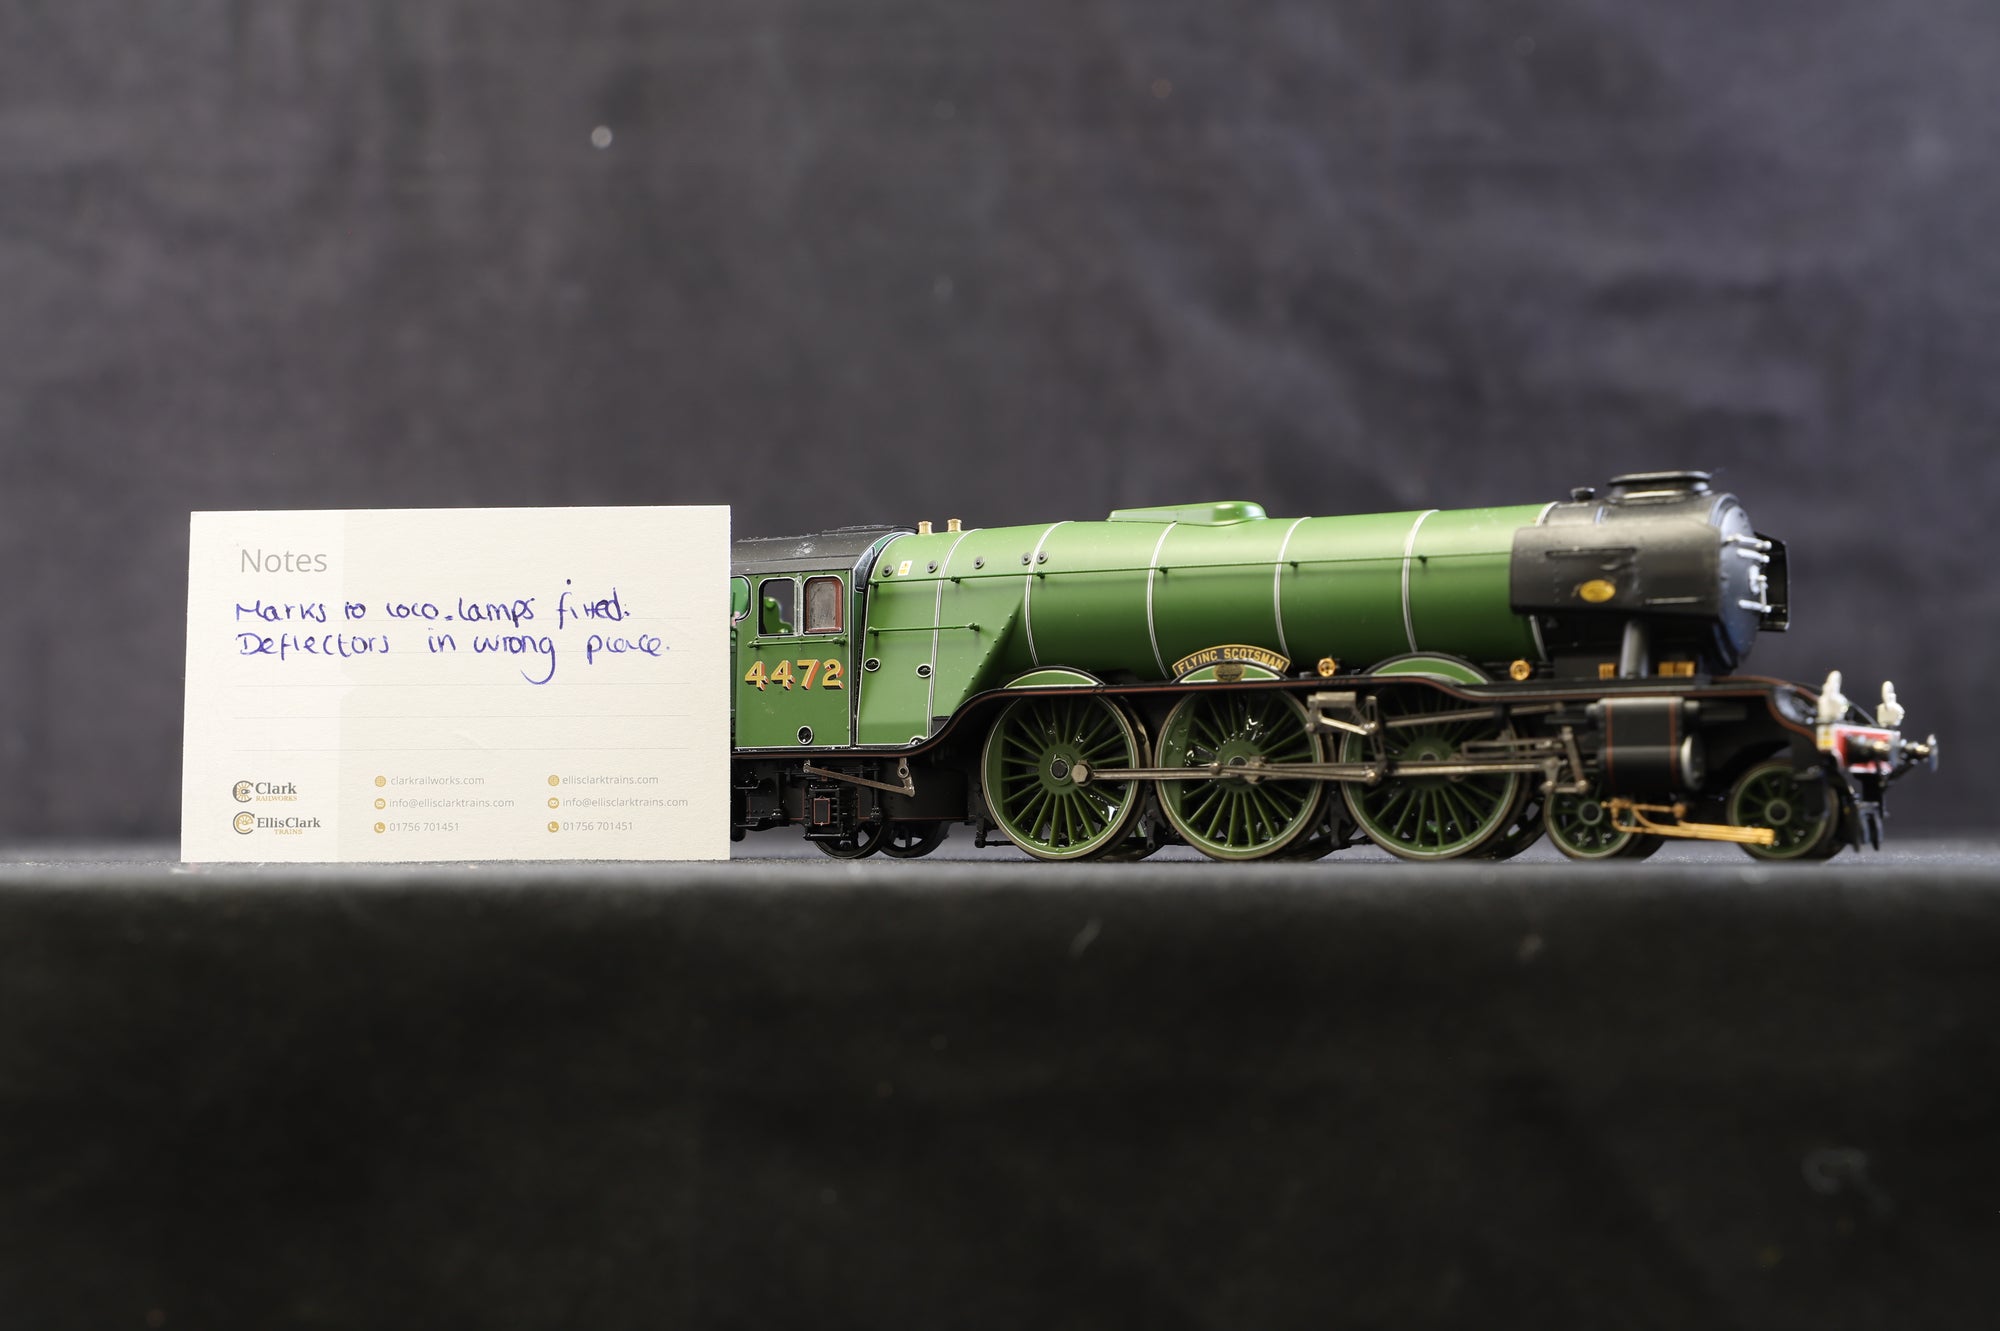 Notes
Marks to loco. Lamps fitted.
Deflectors in wrong place.
Clark
RAILWORKS
clarkrailworks.com
ellisclarktrains.com
info@ellisclarktrains.com
info@ellisclarktrains.com
EllisClark
TRAINS
01756 701451
01756 701451
4472
FLYING SCOTSMAN